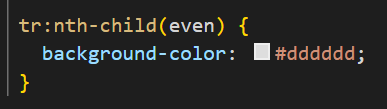 tr:nth-child(even) {
  background-color: #dddddd;
}